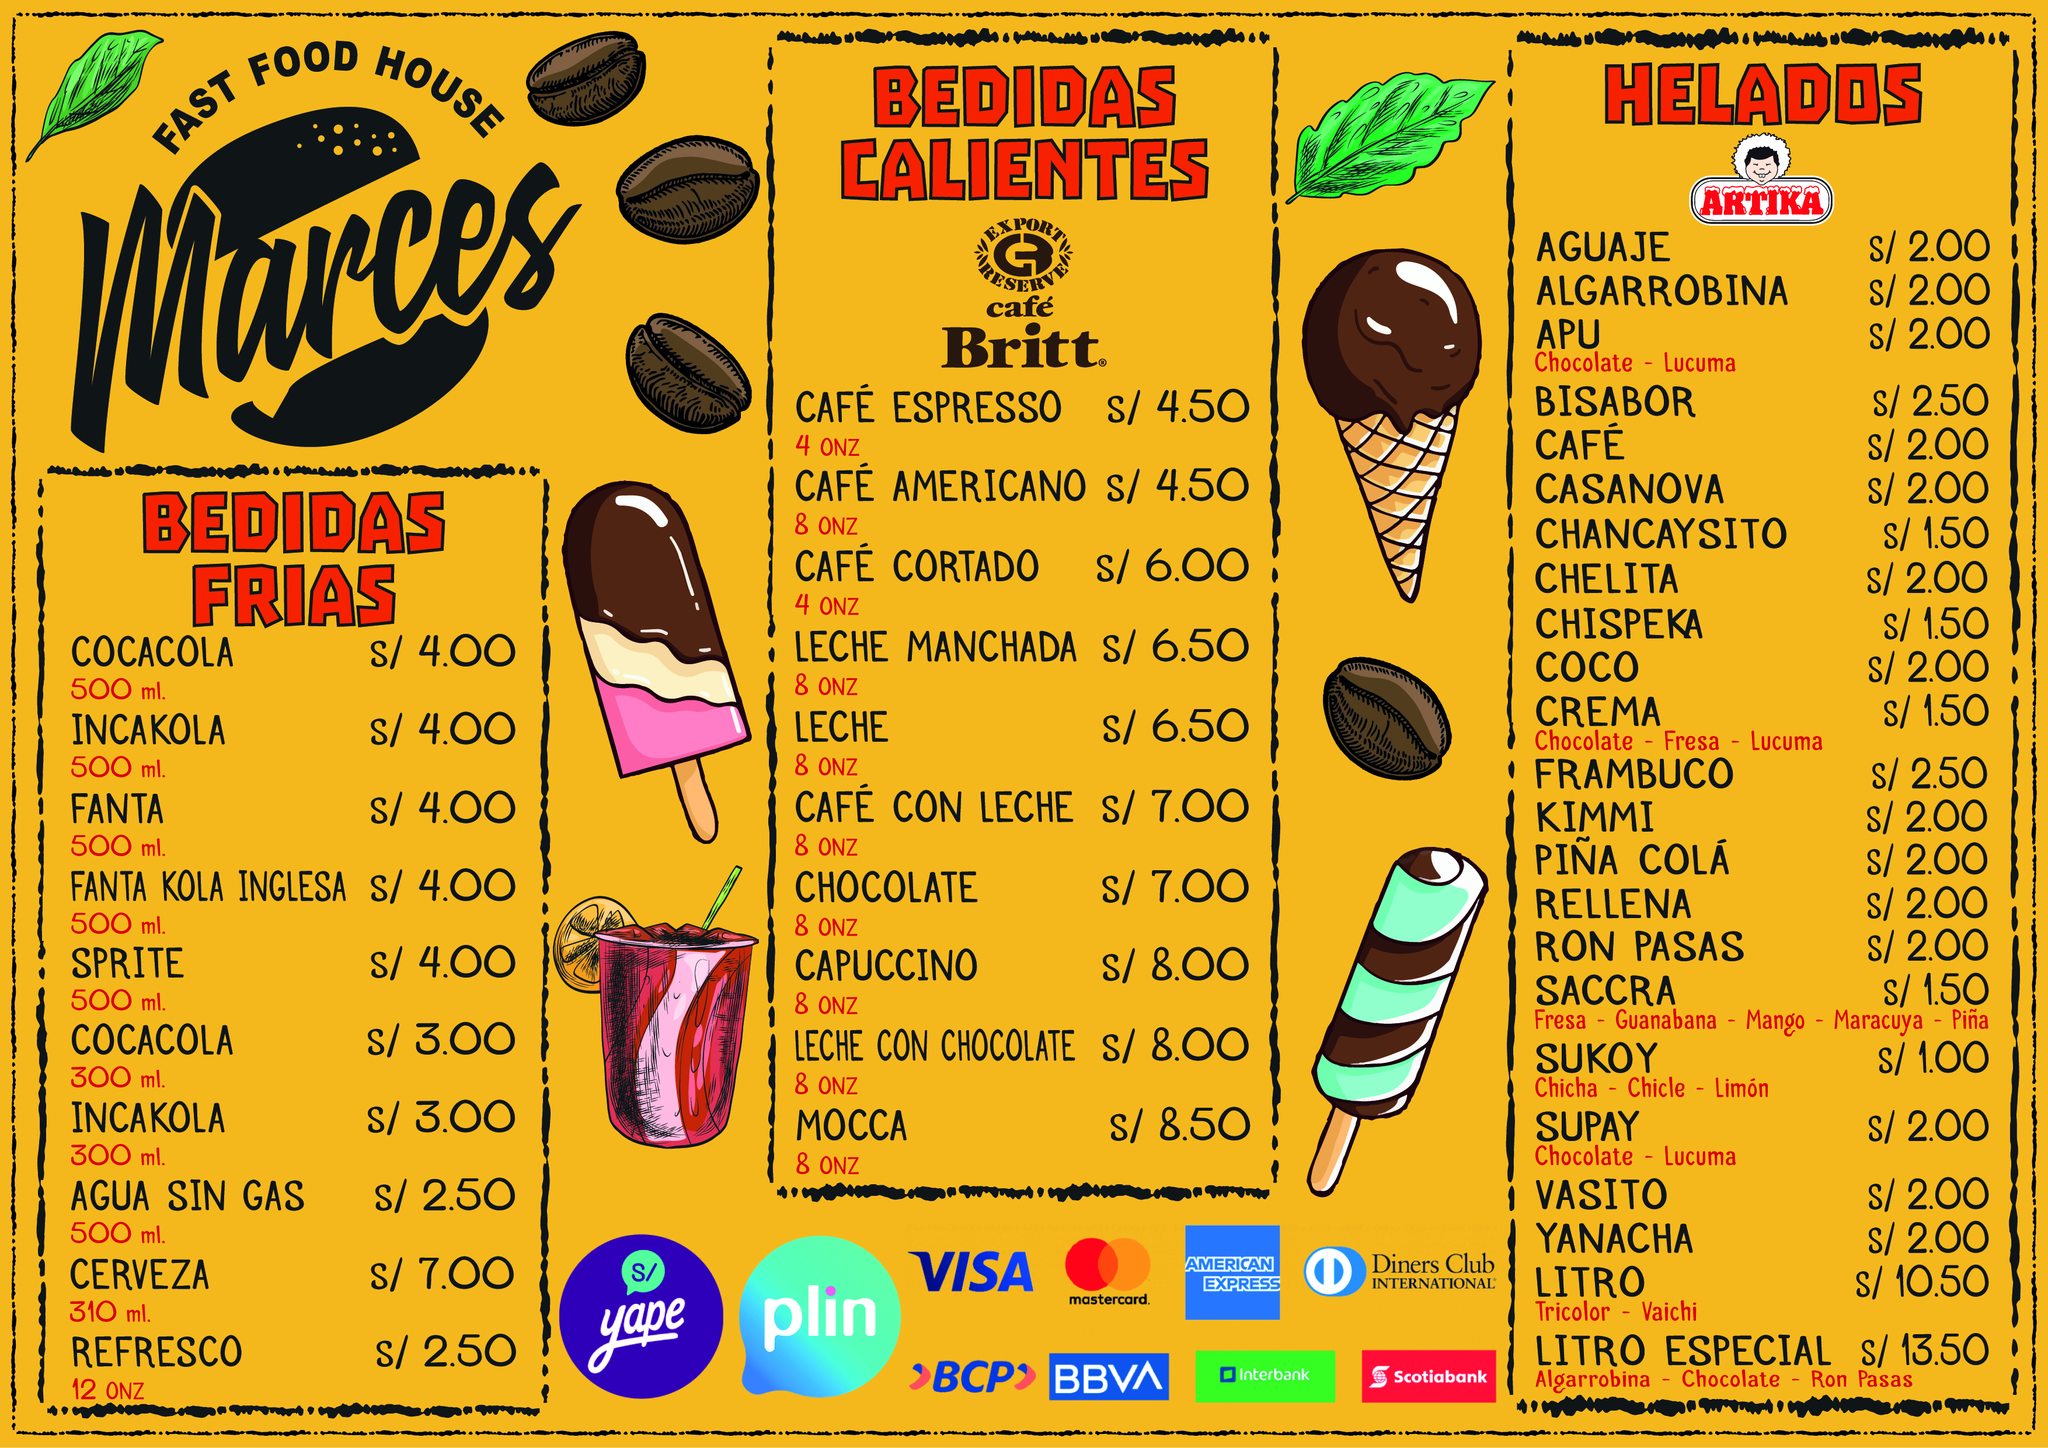 FAST FOOD HOUSE
Marces
BEDIDAS
FRIAS
COCACOLA S/ 4.00
500 ml.
INCAKOLA S/ 4.00
500 ml.
FANTA S/ 4.00
500 ml.
FANTA KOLA INGLESA S/ 4.00
500 ml.
SPRITE S/ 4.00
500 ml.
COCACOLA S/ 3.00
300 ml.
INCAKOLA S/ 3.00
300 ml.
AGUA SIN GAS S/ 2.50
500 ml.
CERVEZA S/ 7.00
310 ml.
REFRESCO S/ 2.50
12 ONZ
BEDIDAS
CALIENTES
EXPORT
RESERVE
café
Britt®
CAFÉ ESPRESSO S/ 4.50
4 ONZ
CAFÉ AMERICANO S/ 4.50
8 ONZ
CAFÉ CORTADO S/ 6.00
4 ONZ
LECHE MANCHADA S/ 6.50
8 ONZ
LECHE S/ 6.50
8 ONZ
CAFÉ CON LECHE S/ 7.00
8 ONZ
CHOCOLATE S/ 7.00
8 ONZ
CAPUCCINO S/ 8.00
8 ONZ
LECHE CON CHOCOLATE S/ 8.00
8 ONZ
MOCCA S/ 8.50
8 ONZ
S/
yape
plin
VISA
mastercard.
AMERICAN
EXPRESS
Diners Club
INTERNATIONAL
BCP
BBVA
Interbank
Scotiabank
HELADOS
ARTIKA
AGUAJE S/ 2.00
ALGARROBINA S/ 2.00
APU S/ 2.00
Chocolate - Lucuma
BISABOR S/ 2.50
CAFÉ S/ 2.00
CASANOVA S/ 2.00
CHANCAYSITO S/ 1.50
CHELITA S/ 2.00
CHISPEKA S/ 1.50
COCO S/ 2.00
CREMA S/ 1.50
Chocolate - Fresa - Lucuma
FRAMBUCO S/ 2.50
KIMMI S/ 2.00
PIÑA COLÁ S/ 2.00
RELLENA S/ 2.00
RON PASAS S/ 2.00
SACCRA S/ 1.50
Fresa - Guanabana - Mango - Maracuya - Piña
SUKOY S/ 1.00
Chicha - Chicle - Limón
SUPAY S/ 2.00
Chocolate - Lucuma
VASITO S/ 2.00
YANACHA S/ 2.00
LITRO S/ 10.50
Tricolor - Vaichi
LITRO ESPECIAL S/ 13.50
Algarrobina - Chocolate - Ron Pasas